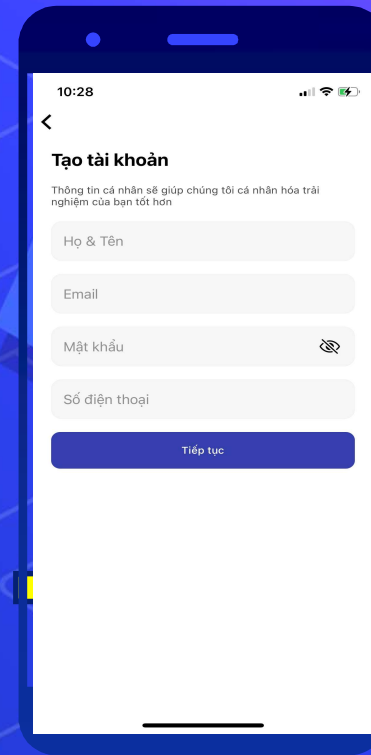 10:28
Tạo tài khoản
Thông tin cá nhân sẽ giúp chúng tôi cá nhân hóa trải
nghiệm của bạn tốt hơn
Họ & Tên
Email
Mật khẩu
Số điện thoại
Tiếp tục